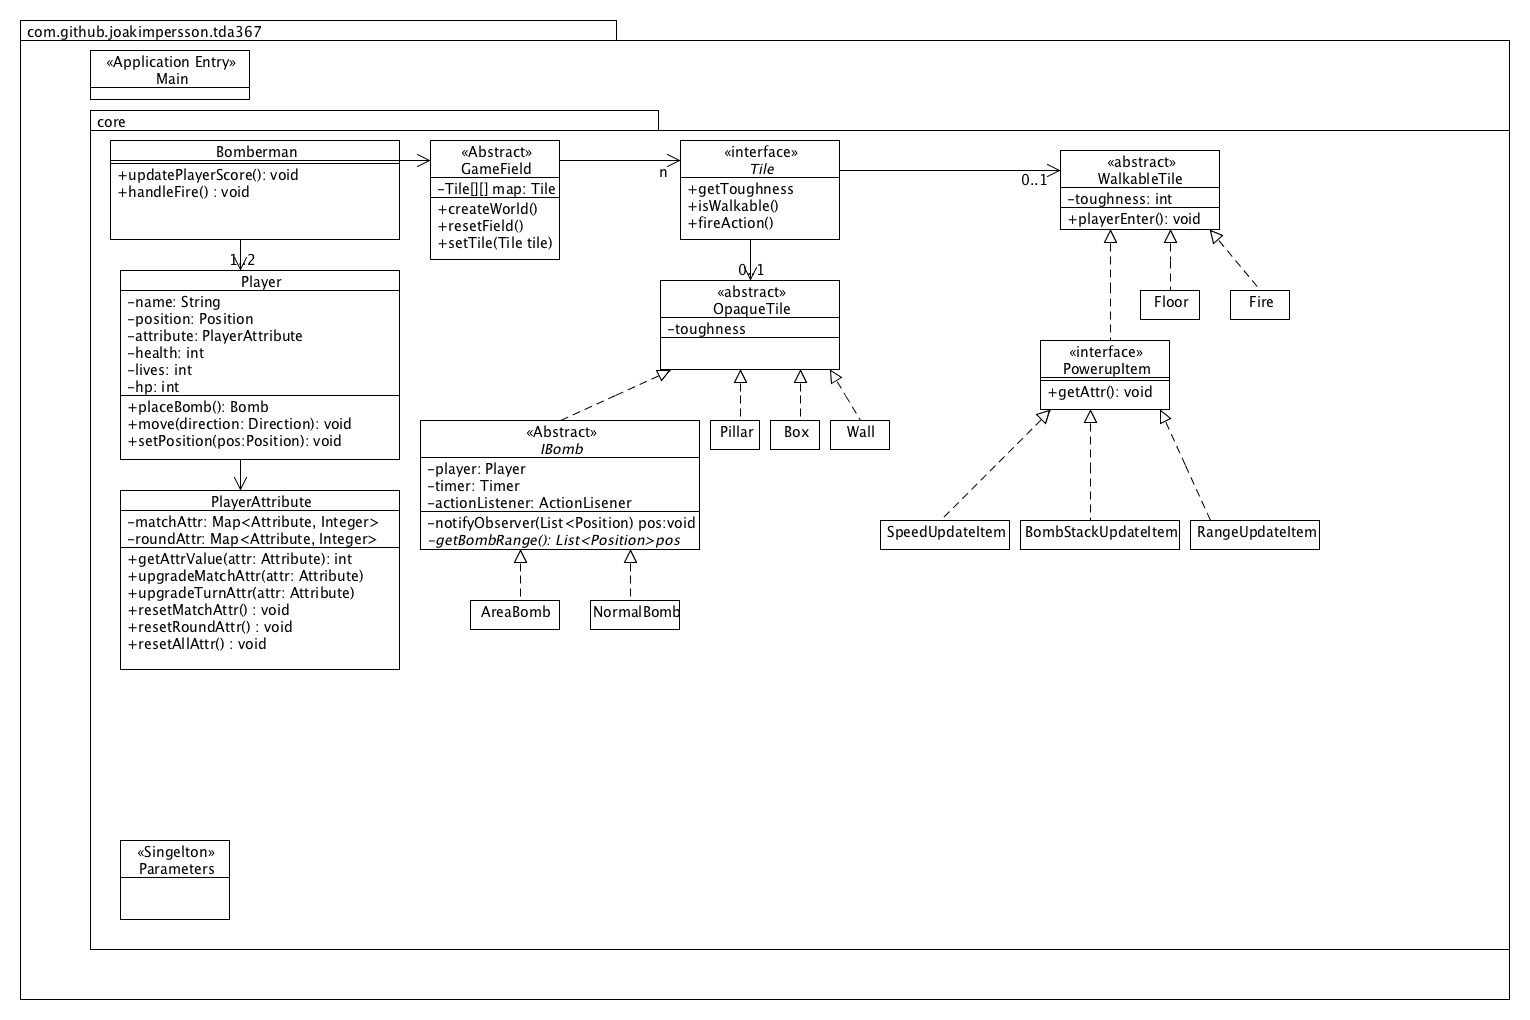 com.github.joakimpersson.tda367
«Application Entry»
Main
core
Bomberman
+updatePlayerScore(): void
+handleFire() : void
«Abstract»
GameField
-Tile[][] map: Tile
+createWorld()
+resetField()
+setTile(Tile tile)
n
«interface»
Tile
+getToughness
+isWalkable()
+fireAction()
0..1
«abstract»
WalkableTile
-toughness: int
+playerEnter(): void
1..2
Player
-name: String
-position: Position
-attribute: PlayerAttribute
-health: int
-lives: int
-hp: int
+placeBomb(): Bomb
+move(direction: Direction): void
+setPosition(pos:Position): void
0..1
«abstract»
OpaqueTile
-toughness
Floor
Fire
«interface»
PowerupItem
+getAttr(): void
«Abstract»
IBomb
-player: Player
-timer: Timer
-actionListener: ActionLisener
-notifyObserver(List<Position) pos:void
-getBombRange(): List<Position>pos
Pillar
Box
Wall
PlayerAttribute
-matchAttr: Map<Attribute, Integer>
-roundAttr: Map<Attribute, Integer>
+getAttrValue(attr: Attribute): int
+upgradeMatchAttr(attr: Attribute)
+upgradeTurnAttr(attr: Attribute)
+resetMatchAttr() : void
+resetRoundAttr() : void
+resetAllAttr() : void
SpeedUpdateItem
BombStackUpdateItem
RangeUpdateItem
AreaBomb
NormalBomb
«Singelton»
Parameters